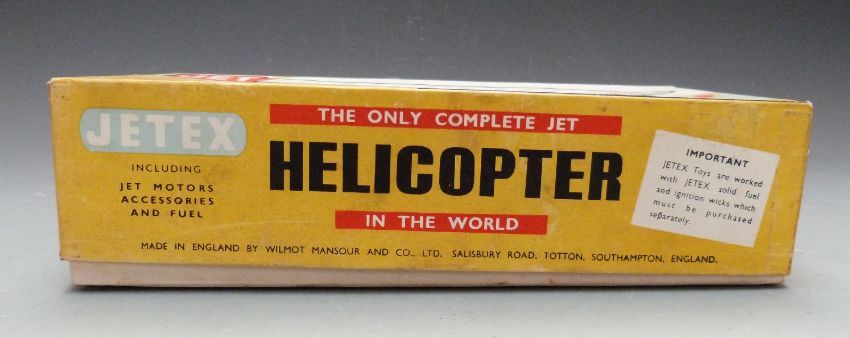 JET
JETEX
INCLUDING
JET MOTORS
ACCESSORIES
AND FUEL
THE ONLY COMPLETE JET
HELICOPTER
IN THE WORLD
IMPORTANT
JETEX Toys are worked
with JETEX solid fuel
and ignition wicks which
must be purchased
separately.
MADE IN ENGLAND BY WILMOT MANSOUR AND CO., LTD. SALISBURY ROAD, TOTTON, SOUTHAMPTON, ENGLAND.